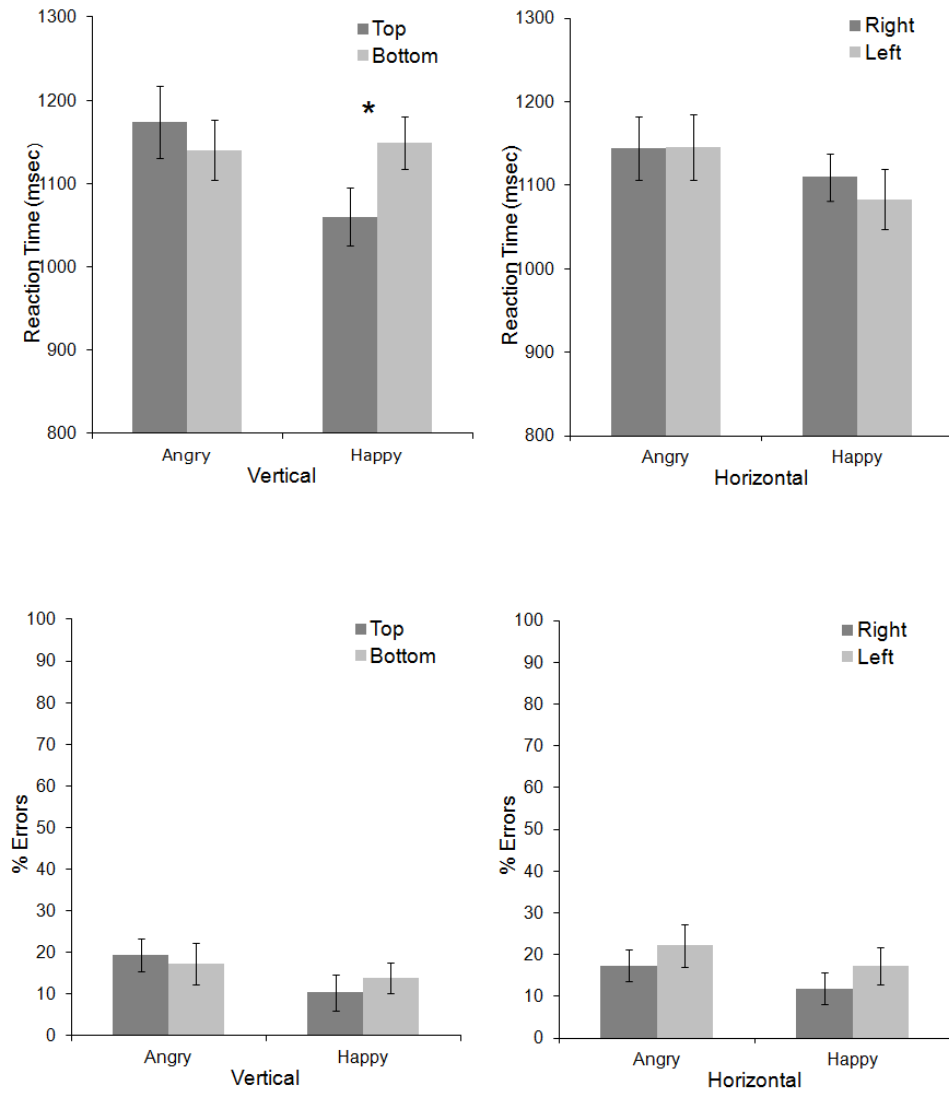 1300
1200
1100
1000
900
800
Reaction Time (msec)
Top
Bottom
*
Angry
Happy
Vertical
1300
1200
1100
1000
900
800
Reaction Time (msec)
Right
Left
Angry
Happy
Horizontal
100
90
80
70
60
50
40
30
20
10
0
% Errors
Top
Bottom
Angry
Happy
Vertical
100
90
80
70
60
50
40
30
20
10
0
% Errors
Right
Left
Angry
Happy
Horizontal